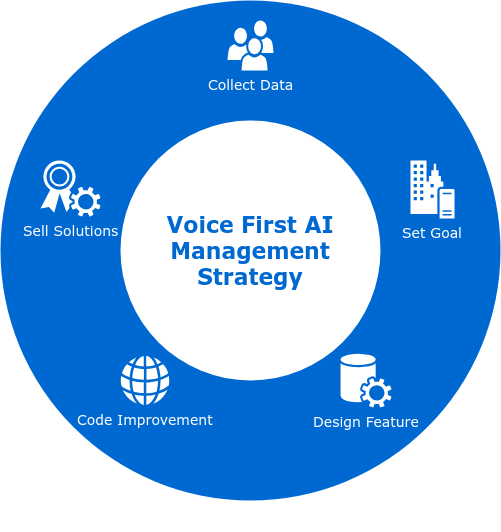 Collect Data
Set Goal
Design Feature
Code Improvement
Sell Solutions
Voice First AI
Management
Strategy